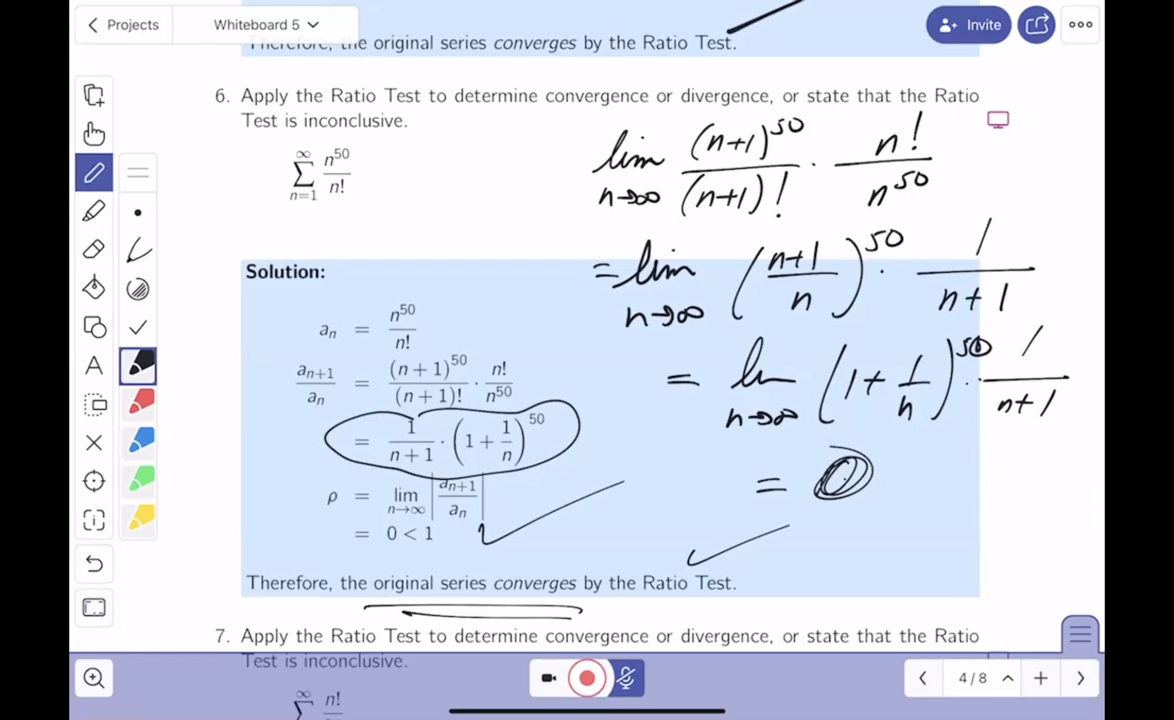 Projects
Whiteboard 5
Invite
Therefore, the original series converges by the Ratio Test.
6. Apply the Ratio Test to determine convergence or divergence, or state that the Ratio
Test is inconclusive.
∞ ∑ n=1 n^50 / n!
lim n→∞ (n+1)^50 / (n+1)! · n! / n^50
= lim n→∞ ((n+1)/n)^50 · 1/(n+1)
= lim n→∞ (1 + 1/n)^50 · 1/(n+1)
= 0
Solution:
a_n = n^50 / n!
a_{n+1} / a_n = (n + 1)^50 / (n + 1)! · n! / n^50
= 1/(n + 1) · (1 + 1/n)^50
ρ = lim n→∞ |a_{n+1} / a_n|
= 0 < 1
Therefore, the original series converges by the Ratio Test.
7. Apply the Ratio Test to determine convergence or divergence, or state that the Ratio
Test is inconclusive.
∞ ∑ n!
A
4/8